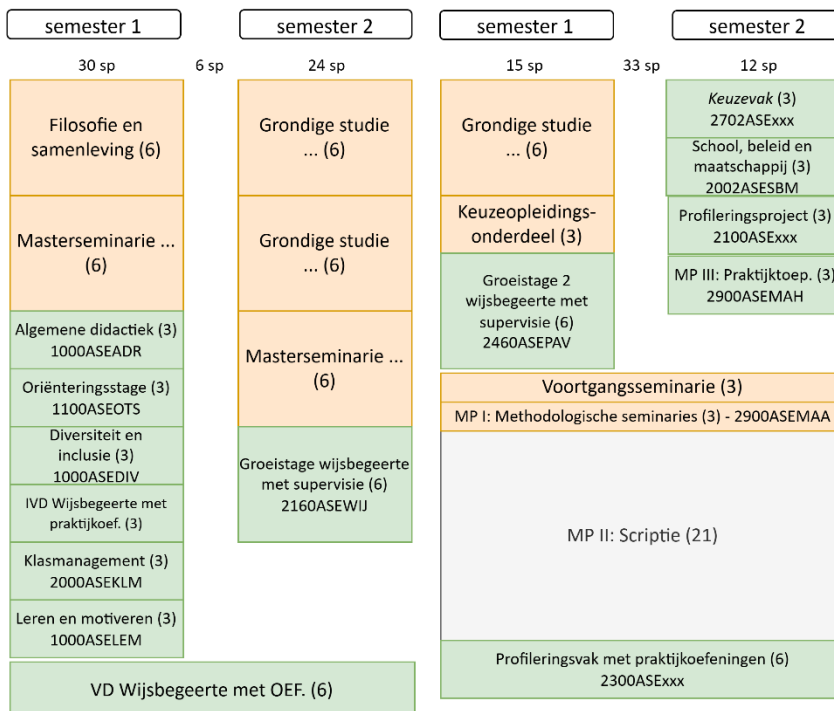 semester 1
semester 2
semester 1
semester 2
30 sp
6 sp
24 sp
15 sp
33 sp
12 sp
Filosofie en
samenleving (6)
Masterseminarie ...
(6)
Algemene didactiek (3)
1000ASEADR
Oriënteringsstage (3)
1100ASEOTS
Diversiteit en
inclusie (3)
1000ASEDIV
IVD Wijsbegeerte met
praktijkoef. (3)
Klasmanagement (3)
2000ASEKLM
Leren en motiveren (3)
1000ASELEM
VD Wijsbegeerte met OEF. (6)
Grondige studie
... (6)
Grondige studie
... (6)
Masterseminarie ...
(6)
Groeistage wijsbegeerte
met supervisie (6)
2160ASEWIJ
Grondige studie
... (6)
Keuzeopleidings-
onderdeel (3)
Groeistage 2
wijsbegeerte met
supervisie (6)
2460ASEPAV
Keuzevak (3)
2702ASExxx
School, beleid en
maatschappij (3)
2002ASESBM
Profileringsproject (3)
2100ASExxx
MP III: Praktijktoep. (3)
2900ASEMAH
Voortgangsseminarie (3)
MP I: Methodologische seminaries (3) - 2900ASEMAA
MP II: Scriptie (21)
Profileringsvak met praktijkoefeningen (6)
2300ASExxx